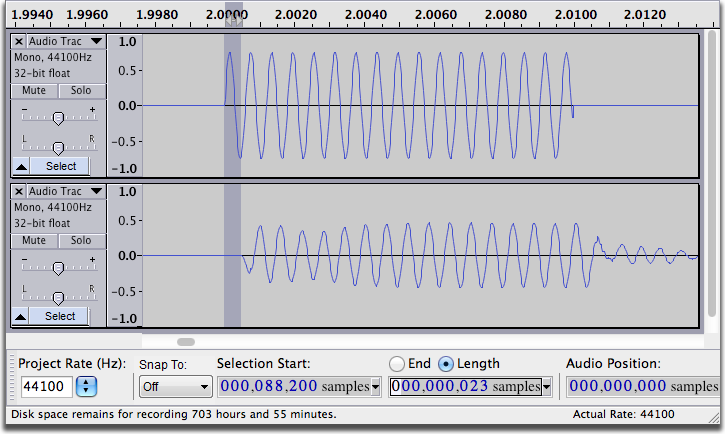 1.9940 1.9960 1.9980 2.0000 2.0020 2.0040 2.0060 2.0080 2.0100 2.0120
× Audio Trac ▼
Mono, 44100Hz
32-bit float
Mute Solo
- +
L R
Select
1.0
0.5
0.0
-0.5
-1.0
× Audio Trac ▼
Mono, 44100Hz
32-bit float
Mute Solo
- +
L R
Select
1.0
0.5
0.0
-0.5
-1.0
Project Rate (Hz): Snap To: Selection Start: End Length Audio Position:
44100 Off 000,088,200 samples 000,000,023 samples 000,000,000 samples
Disk space remains for recording 703 hours and 55 minutes. Actual Rate: 44100